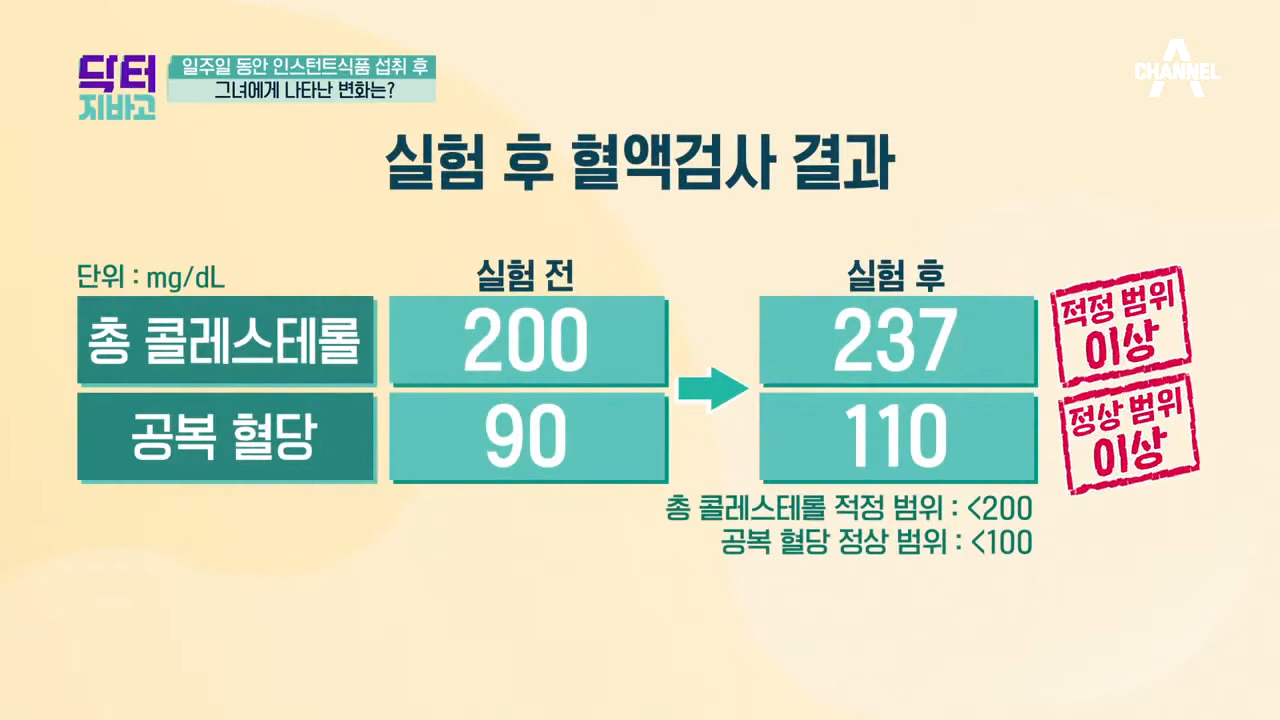 닥터
지바고
일주일 동안 인스턴트식품 섭취 후
그녀에게 나타난 변화는?
CHANNEL A
실험 후 혈액검사 결과
단위 : mg/dL
실험 전
실험 후
총 콜레스테롤
200
237
적정 범위
이상
공복 혈당
90
110
정상 범위
이상
총 콜레스테롤 적정 범위 : <200
공복 혈당 정상 범위 : <100